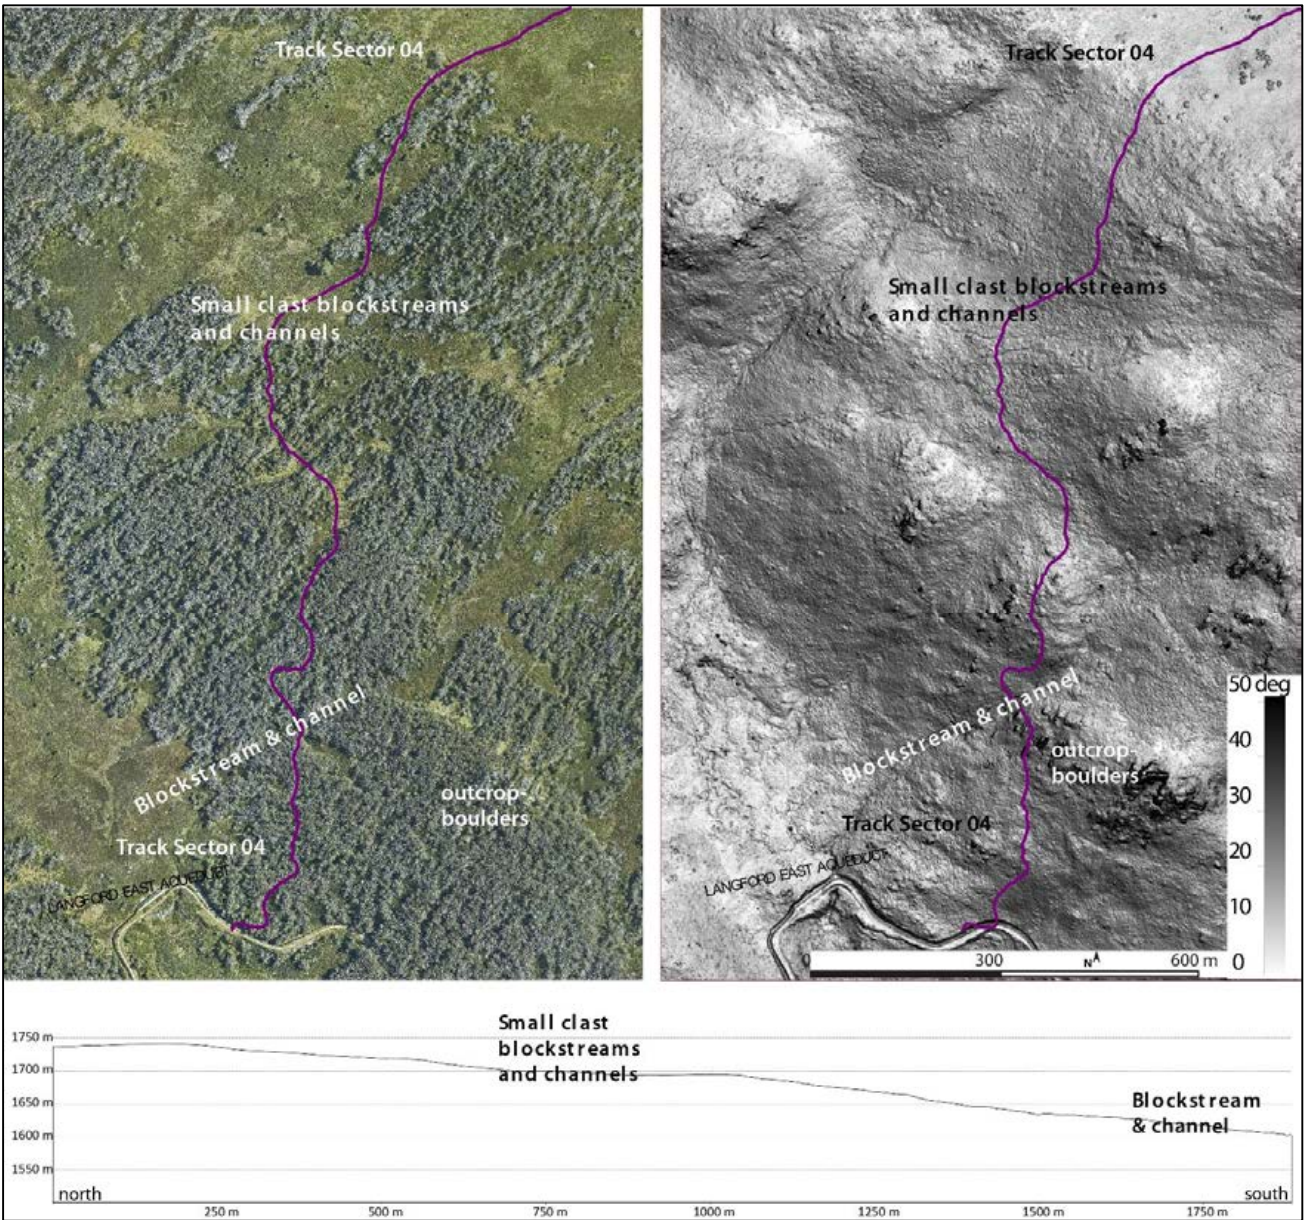 Track Sector 04
Small clast blockstreams
and channels
Blockstream & channel
outcrop-
boulders
Track Sector 04
LANGFORD EAST AQUEDUCT
Track Sector 04
Small clast blockstreams
and channels
Blockstream & channel
outcrop-
boulders
Track Sector 04
LANGFORD EAST AQUEDUCT
50 deg
40
30
20
10
0
0 300 N 600 m
Small clast
blockstreams
and channels
Blockstream
& channel
1750 m
1700 m
1650 m
1600 m
1550 m
north south
250 m 500 m 750 m 1000 m 1250 m 1500 m 1750 m